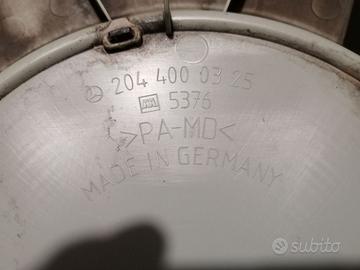 204 400 03 25
5376
>PA-MD<
MADE IN GERMANY
subito